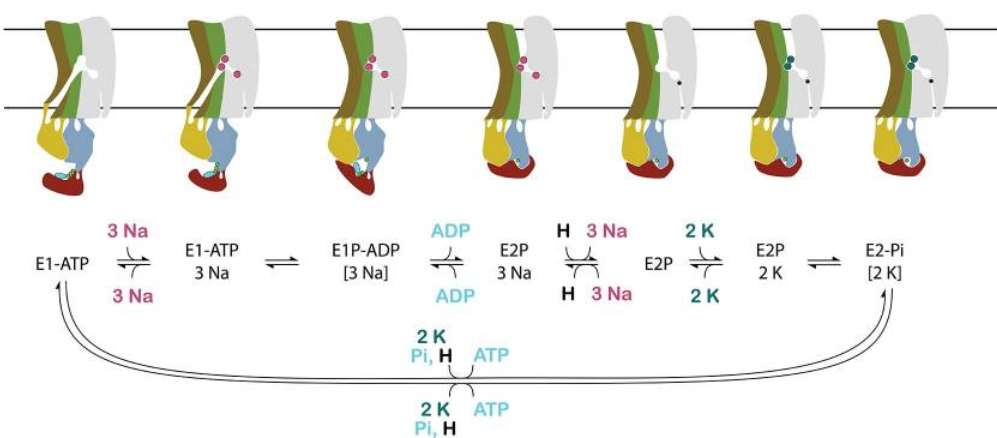 3 Na
ADP
H 3 Na
2 K
E1-ATP
E1-ATP
3 Na
E1P-ADP
[3 Na]
E2P
3 Na
E2P
E2P
2 K
E2-Pi
[2 K]
3 Na
ADP
H 3 Na
2 K
2 K
Pi, H ATP
2 K ATP
Pi, H